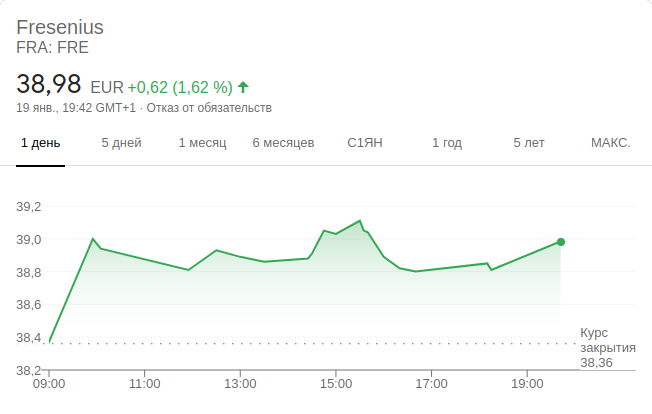 Fresenius
FRA: FRE
38,98 EUR +0,62 (1,62 %)
19 янв., 19:42 GMT+1 · Отказ от обязательств
1 день 5 дней 1 месяц 6 месяцев С1ЯН 1 год 5 лет МАКС.
39,2
39,0
38,8
38,6
38,4
Курс
закрытия
38,36
38,2
09:00 11:00 13:00 15:00 17:00 19:00